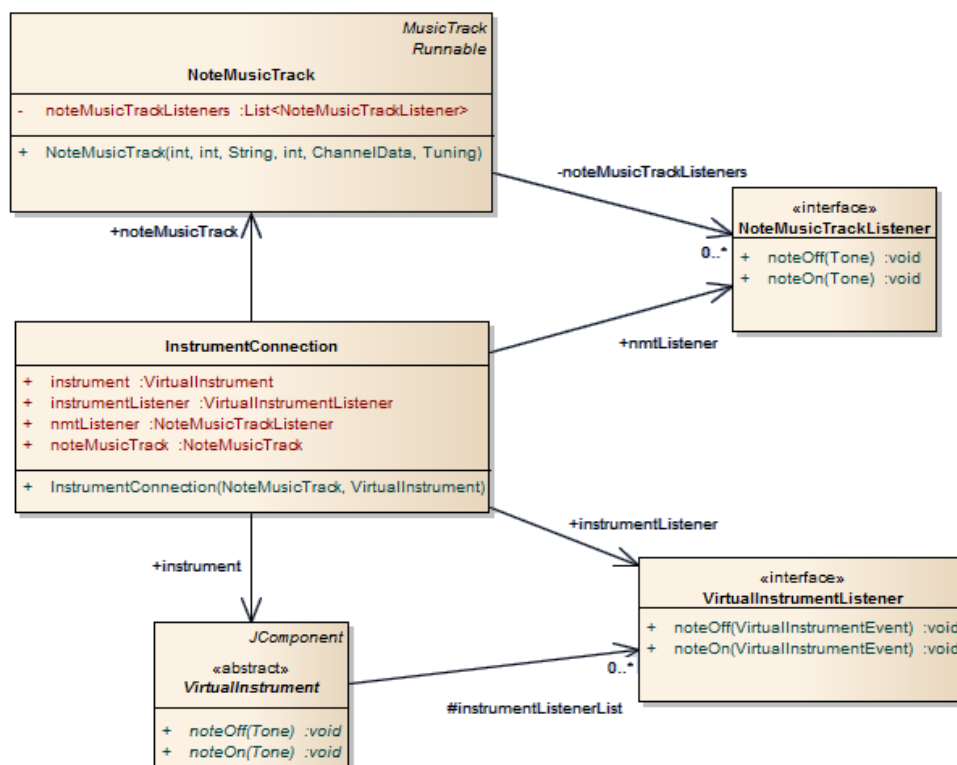 MusicTrack
Runnable
NoteMusicTrack
- noteMusicTrackListeners :List<NoteMusicTrackListener>
+ NoteMusicTrack(int, int, String, int, ChannelData, Tuning)
-noteMusicTrackListeners
«interface»
NoteMusicTrackListener
0..*
+ noteOff(Tone) :void
+ noteOn(Tone) :void
+noteMusicTrack
+nmtListener
InstrumentConnection
+ instrument :VirtualInstrument
+ instrumentListener :VirtualInstrumentListener
+ nmtListener :NoteMusicTrackListener
+ noteMusicTrack :NoteMusicTrack
+ InstrumentConnection(NoteMusicTrack, VirtualInstrument)
+instrumentListener
+instrument
«interface»
VirtualInstrumentListener
+ noteOff(VirtualInstrumentEvent) :void
+ noteOn(VirtualInstrumentEvent) :void
0..*
#instrumentListenerList
JComponent
«abstract»
VirtualInstrument
+ noteOff(Tone) :void
+ noteOn(Tone) :void